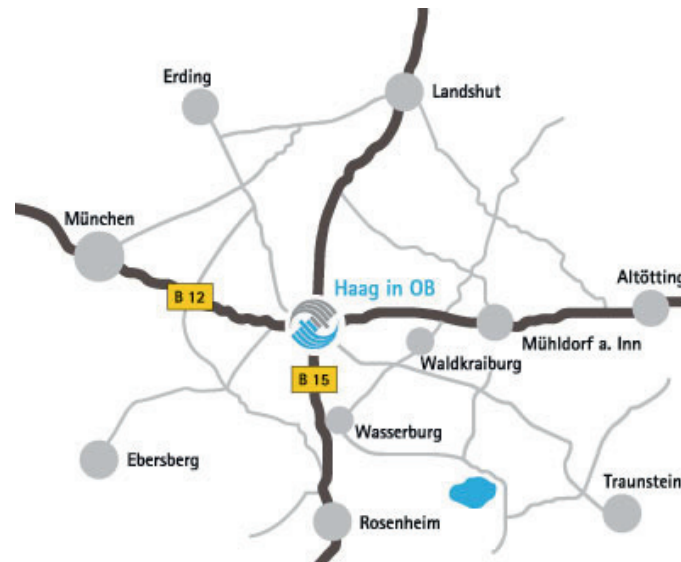 Erding
Landshut
München
Haag in OB
Altötting
B 12
Mühldorf a. Inn
Waldkraiburg
B 15
Wasserburg
Ebersberg
Traunstein
Rosenheim